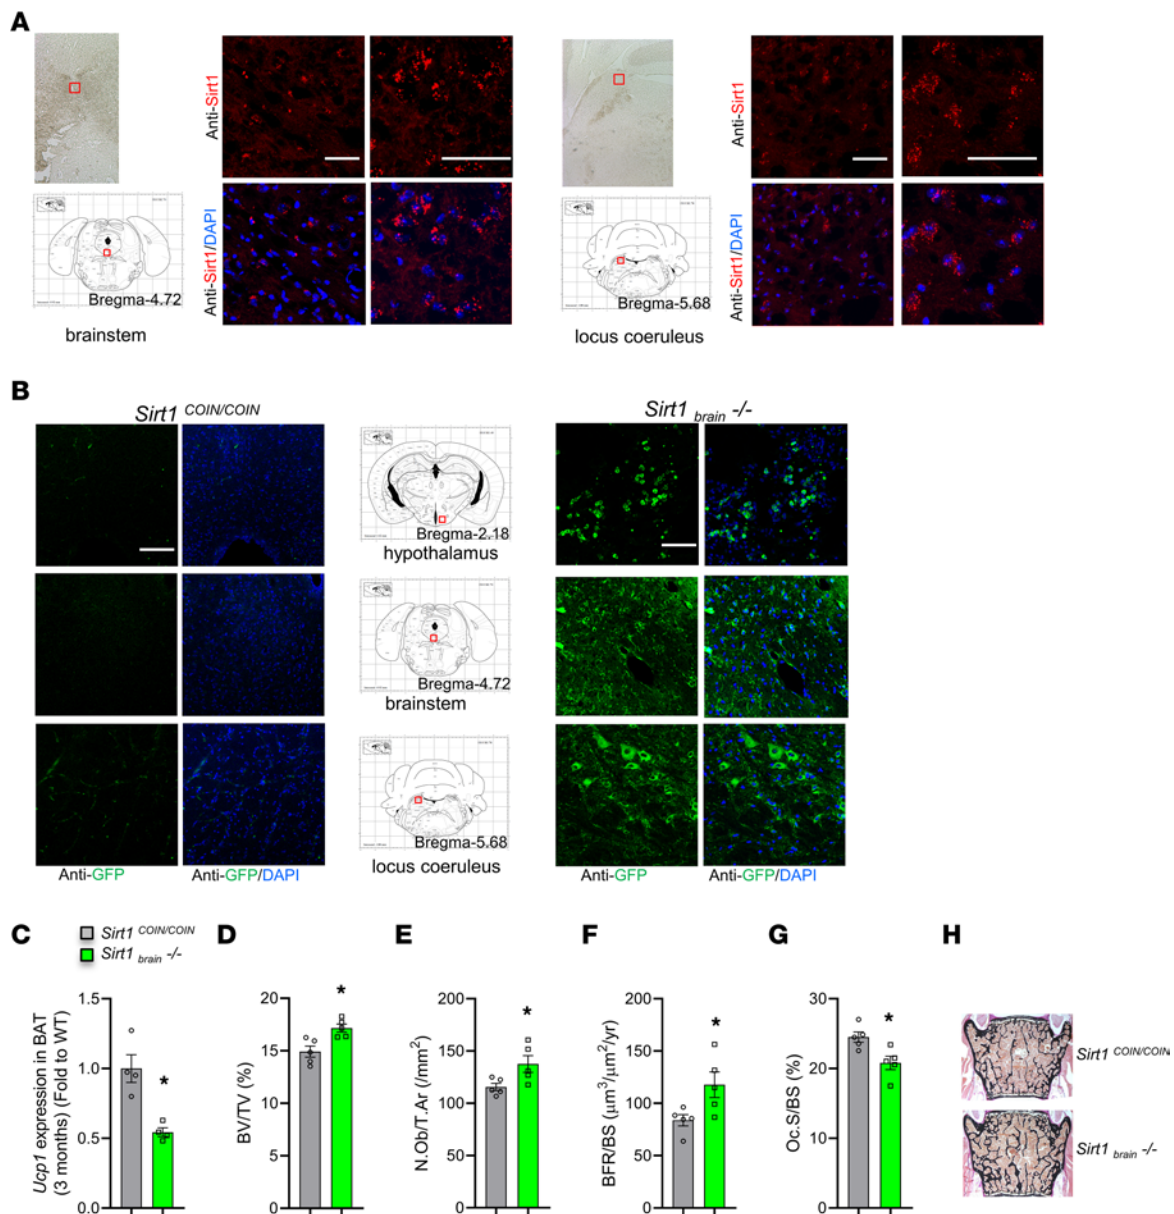 A
Anti-Sirt1
Anti-Sirt1/DAPI
Bregma-4.72
brainstem
Anti-Sirt1
Anti-Sirt1/DAPI
Bregma-5.68
locus coeruleus
B
Sirt1 COIN/COIN
Sirt1 brain -/-
Bregma-2.18
hypothalamus
Bregma-4.72
brainstem
Bregma-5.68
locus coeruleus
Anti-GFP
Anti-GFP/DAPI
Anti-GFP
Anti-GFP/DAPI
C
Sirt1 COIN/COIN
Sirt1 brain -/-
Ucp1 expression in BAT
(3 months) (Fold to WT)
1.5
1.0
0.5
0.0
*
D
BV/TV (%)
20
15
10
5
0
*
E
N.Ob/T.Ar (/mm2)
200
150
100
50
0
*
F
BFR/BS (μm3/μm2/yr)
200
150
100
50
0
*
G
Oc.S/BS (%)
30
20
10
0
*
H
Sirt1 COIN/COIN
Sirt1 brain -/-